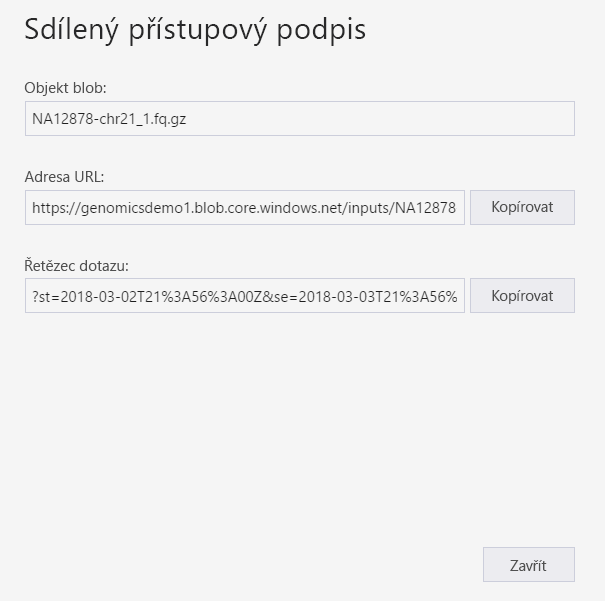 Sdílený přístupový podpis
Objekt blob:
NA12878-chr21_1.fq.gz
Adresa URL:
https://genomicsdemo1.blob.core.windows.net/inputs/NA12878 Kopírovat
Řetězec dotazu:
?st=2018-03-02T21%3A56%3A00Z&se=2018-03-03T21%3A56% Kopírovat
Zavřít